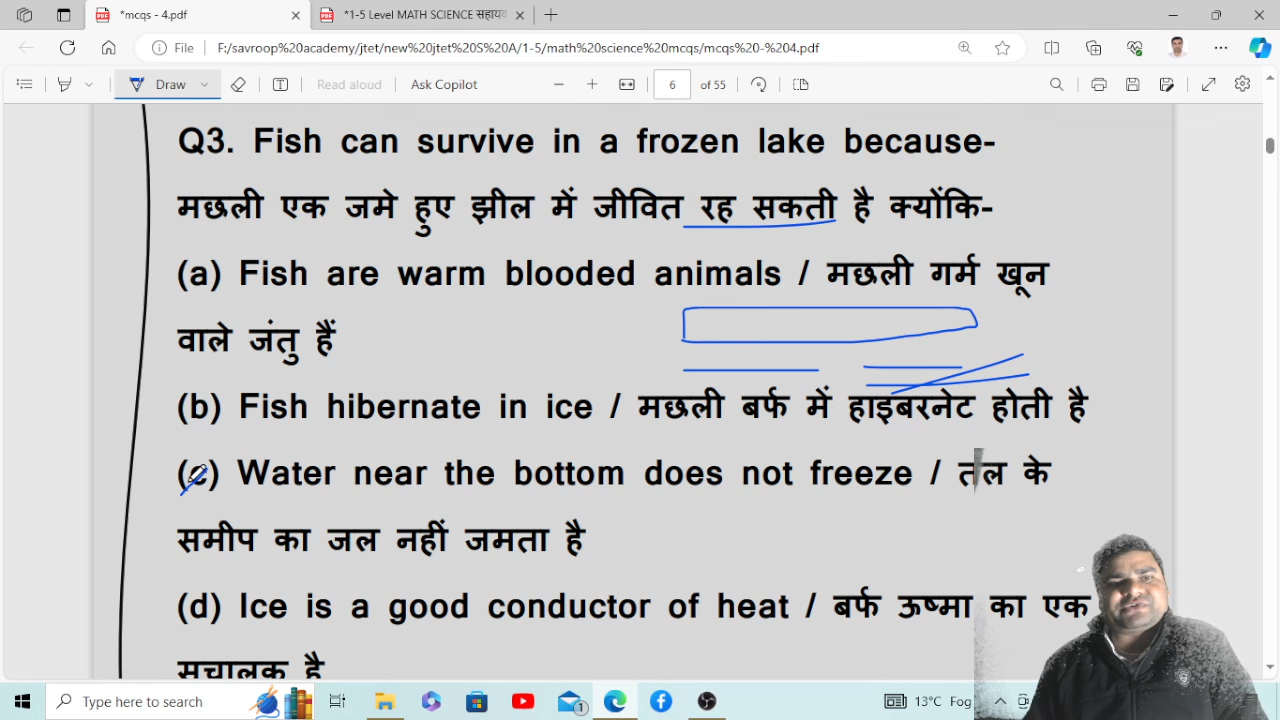 *mcqs - 4.pdf
*1-5 Level MATH SCIENCE सहायक
File F:/savroop%20academy/jtet/new%20jtet%20S%20A/1-5/math%20science%20mcqs/mcqs%20-%204.pdf
Draw Read aloud Ask Copilot 6 of 55
Q3. Fish can survive in a frozen lake because-
मछली एक जमे हुए झील में जीवित रह सकती है क्योंकि-
(a) Fish are warm blooded animals / मछली गर्म खून
वाले जंतु हैं
(b) Fish hibernate in ice / मछली बर्फ में हाइबरनेट होती है
(c) Water near the bottom does not freeze / तल के
समीप का जल नहीं जमता है
(d) Ice is a good conductor of heat / बर्फ ऊष्मा का एक
सुचालक है
Type here to search 1 13°C Fog